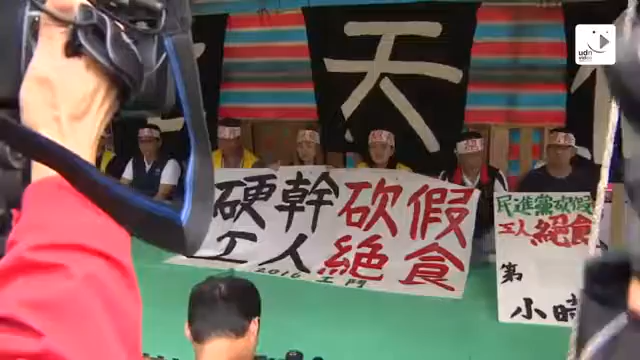 天
udn
video
硬幹砍假
工人絕食
2016 工鬥
民進黨砍假
工人絕食
第
小時